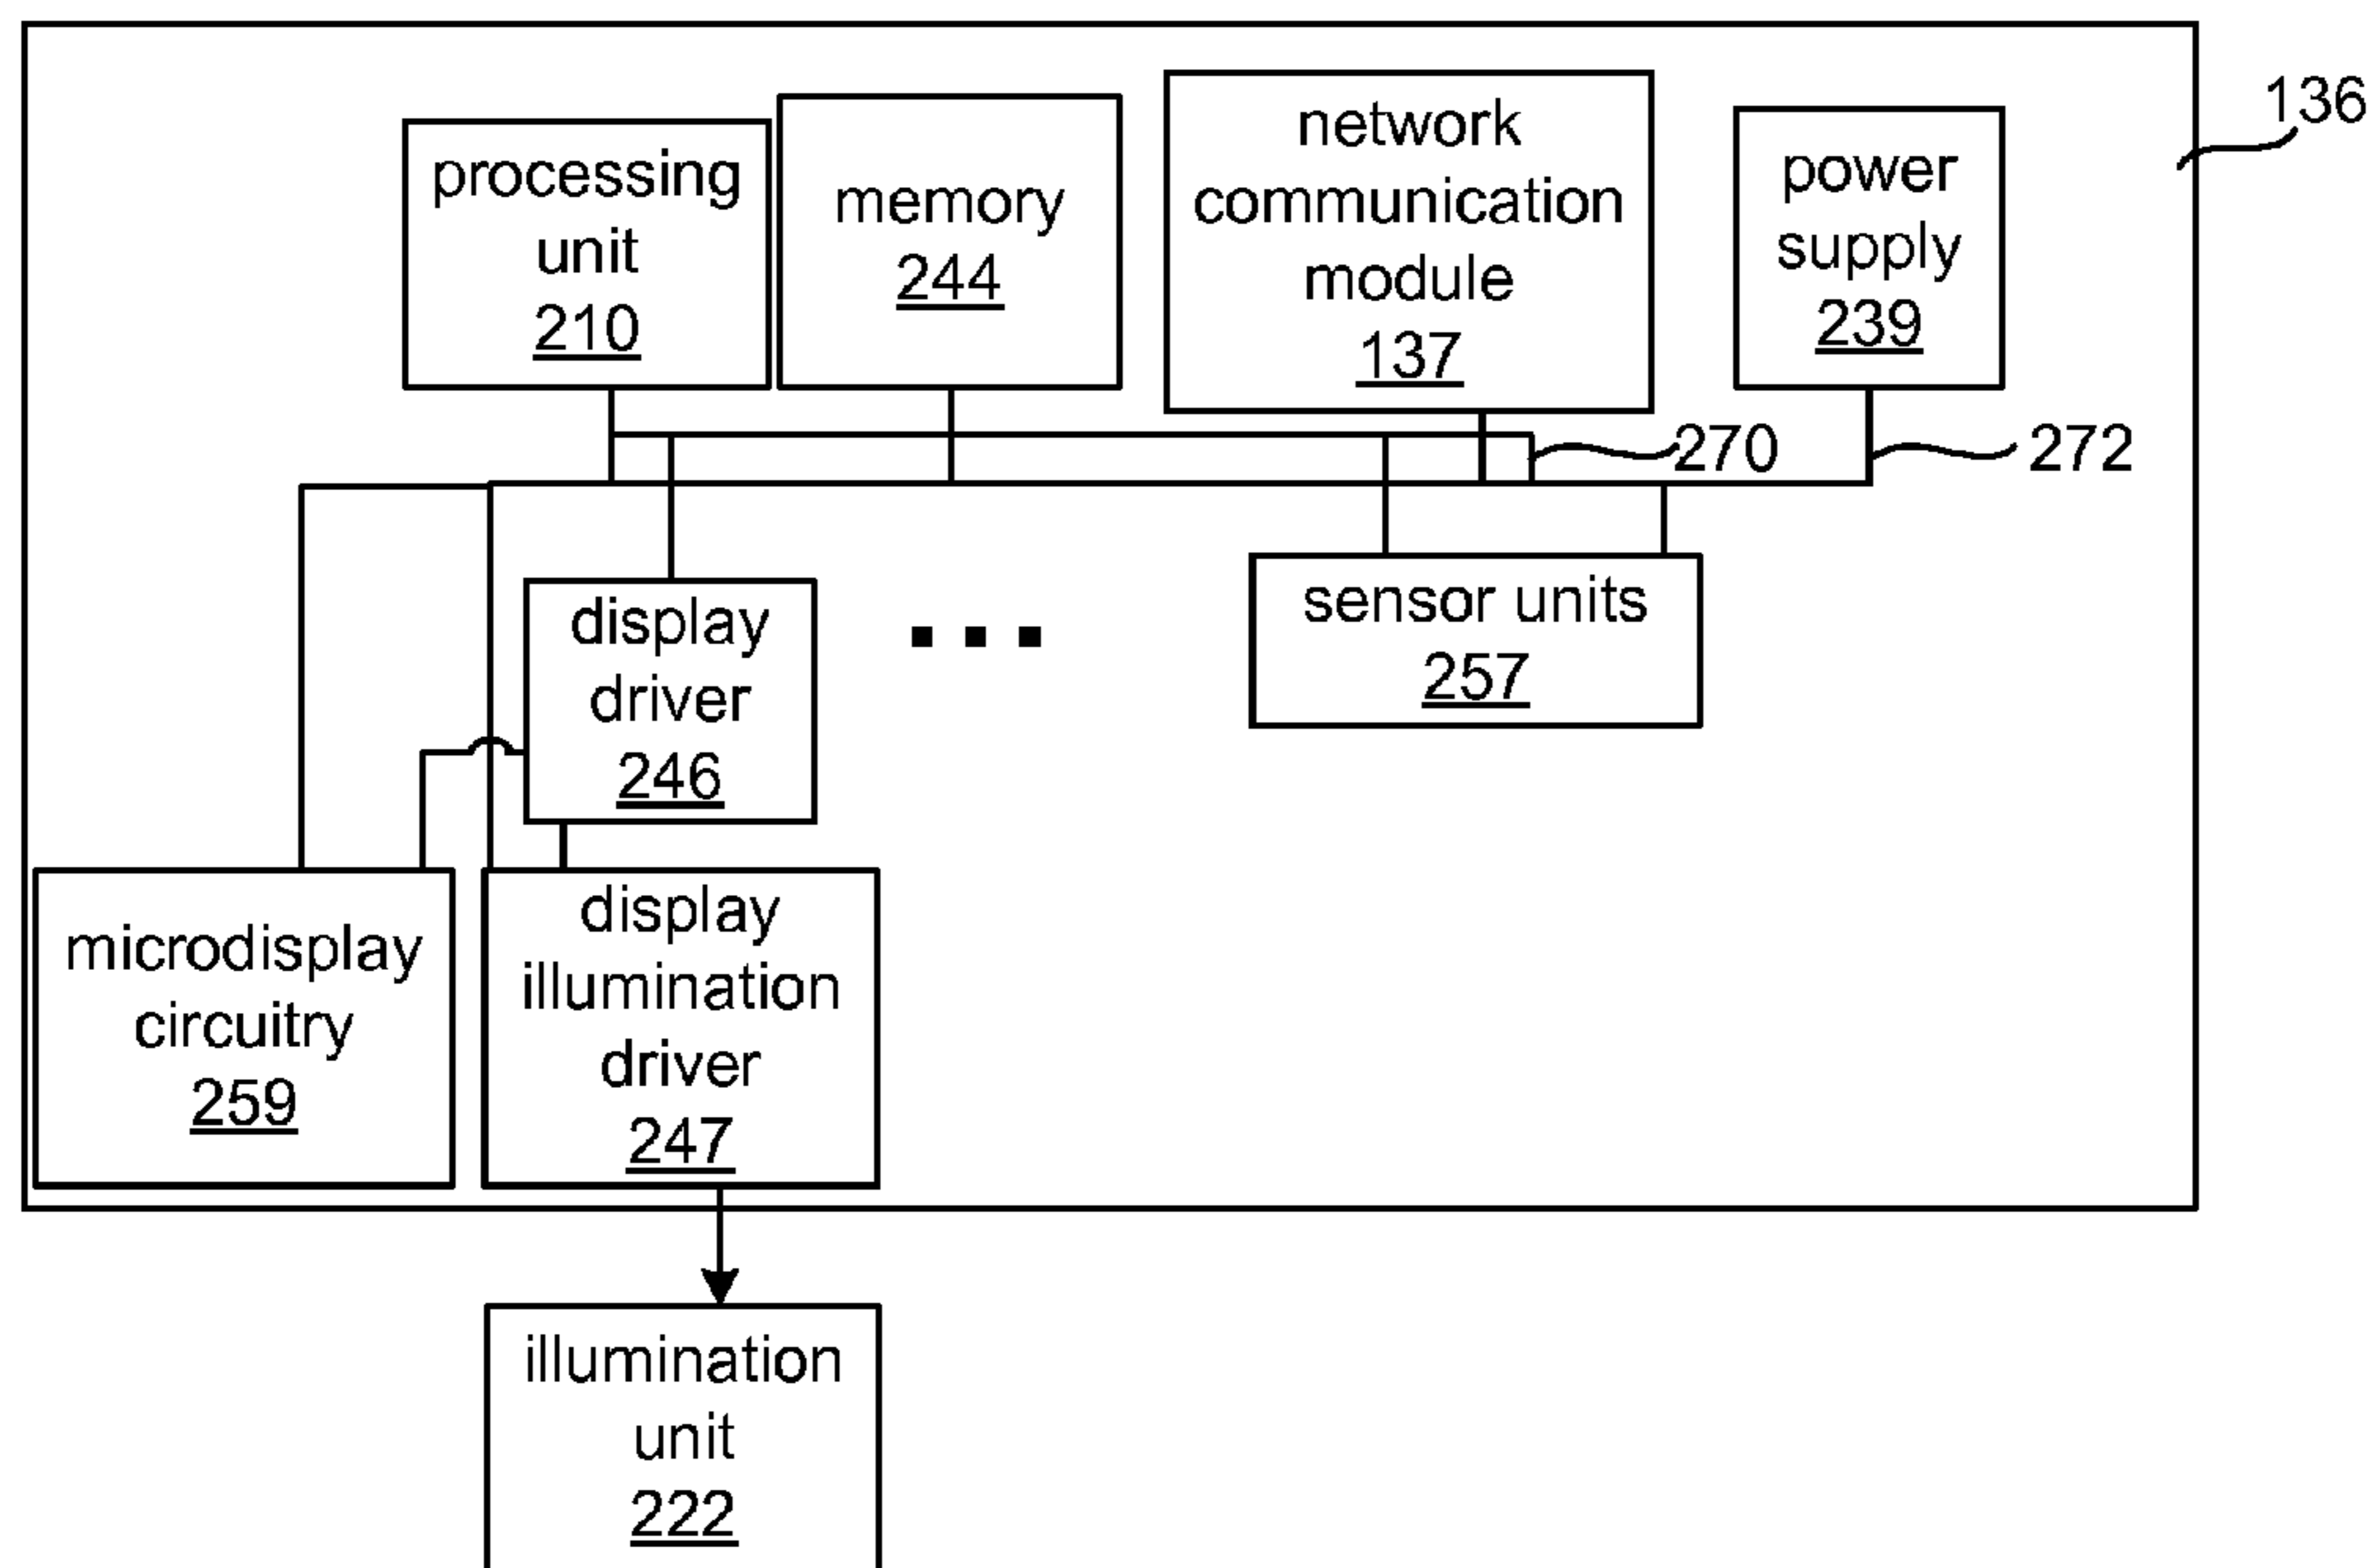 processing
unit
210
memory
244
network
communication
module
137
power
supply
239
136
270
272
display
driver
246
sensor units
257
microdisplay
circuitry
259
display
illumination
driver
247
illumination
unit
222